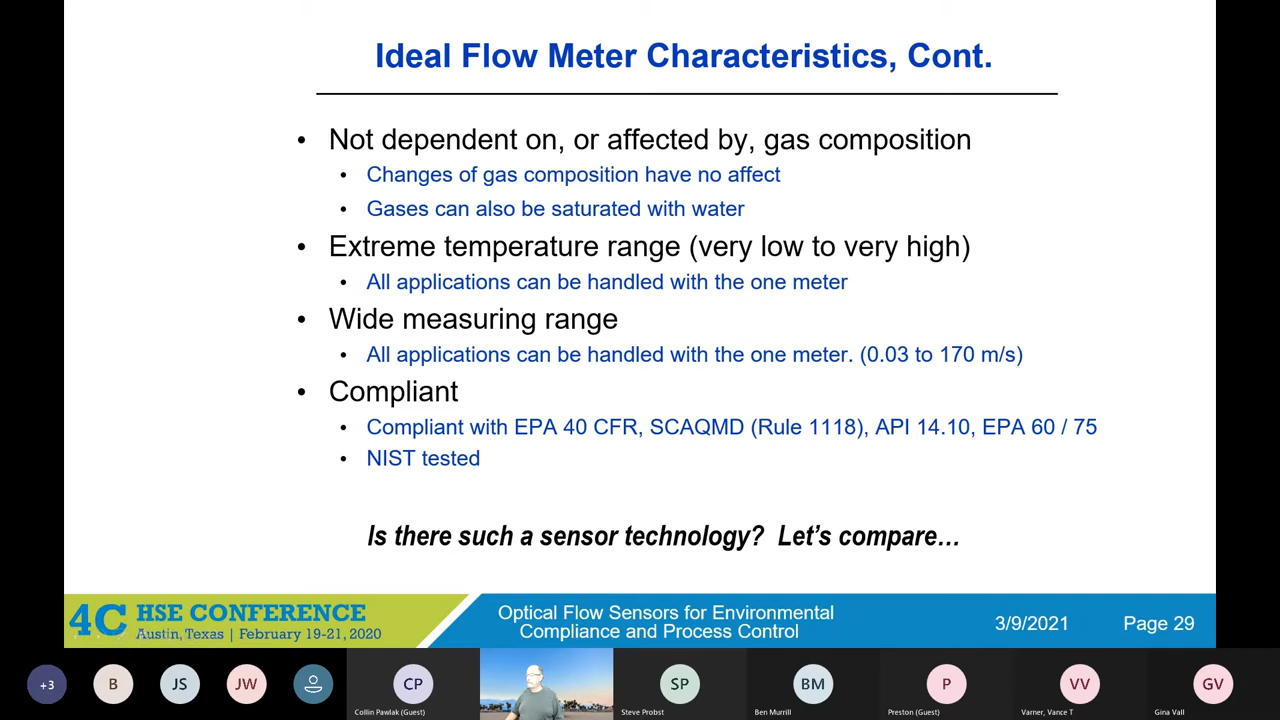 Ideal Flow Meter Characteristics, Cont.
• Not dependent on, or affected by, gas composition
• Changes of gas composition have no affect
• Gases can also be saturated with water
• Extreme temperature range (very low to very high)
• All applications can be handled with the one meter
• Wide measuring range
• All applications can be handled with the one meter. (0.03 to 170 m/s)
• Compliant
• Compliant with EPA 40 CFR, SCAQMD (Rule 1118), API 14.10, EPA 60 / 75
• NIST tested
Is there such a sensor technology? Let's compare…
4C HSE CONFERENCE
Austin, Texas | February 19-21, 2020
Optical Flow Sensors for Environmental
Compliance and Process Control
3/9/2021
Page 29
+3
B
JS
JW
CP
SP
BM
P
VV
GV
Collin Pawlak (Guest)
Steve Probst
Ben Murrill
Preston (Guest)
Varner, Vance T
Gina Vall